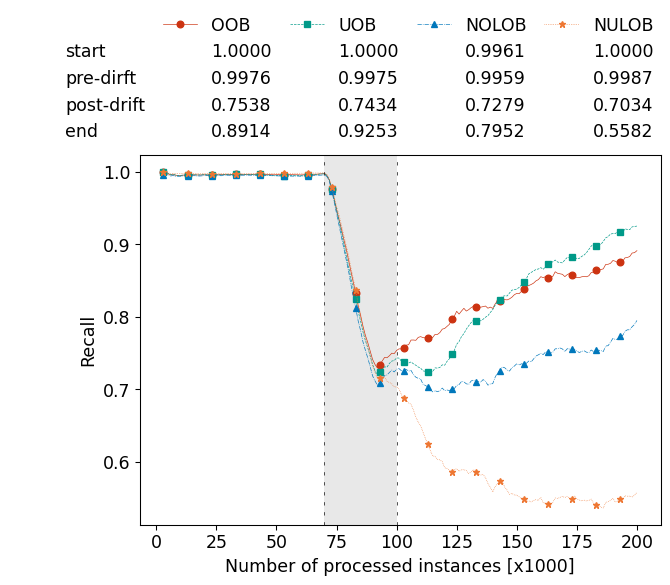 OOB UOB NOLOB NULOB
start 1.0000 1.0000 0.9961 1.0000
pre-dirft 0.9976 0.9975 0.9959 0.9987
post-drift 0.7538 0.7434 0.7279 0.7034
end 0.8914 0.9253 0.7952 0.5582
1.0
0.9
0.8
0.7
0.6
Recall
0 25 50 75 100 125 150 175 200
Number of processed instances [x1000]